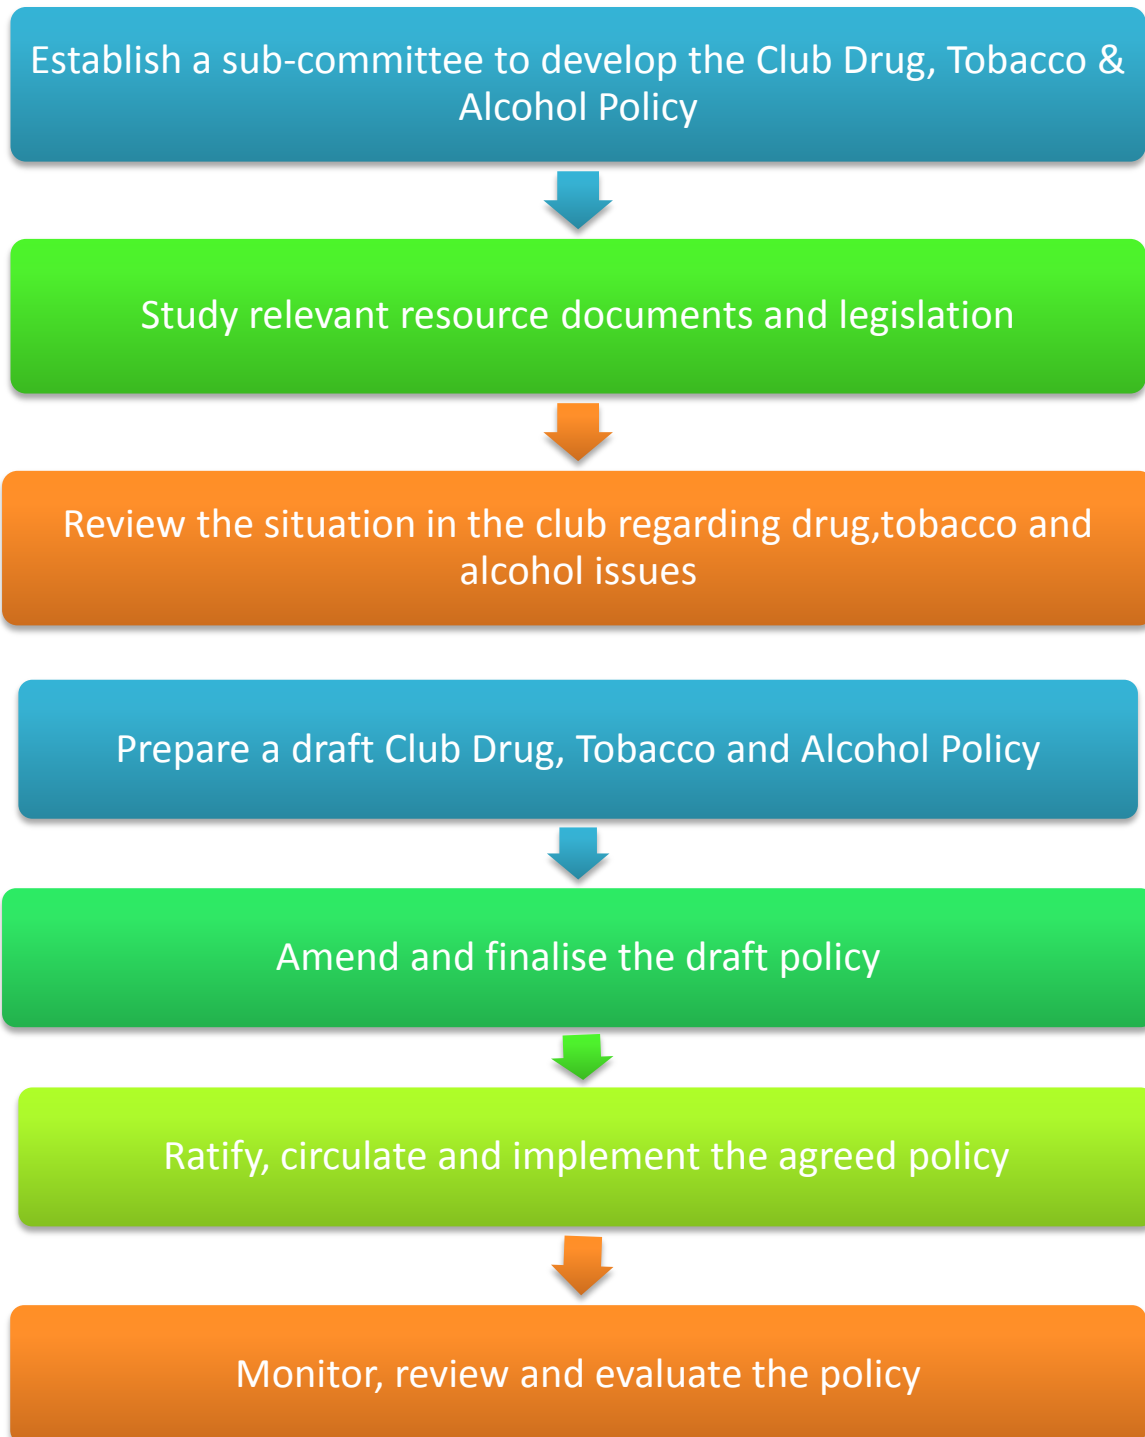 Establish a sub-committee to develop the Club Drug, Tobacco &
Alcohol Policy
Study relevant resource documents and legislation
Review the situation in the club regarding drug,tobacco and
alcohol issues
Prepare a draft Club Drug, Tobacco and Alcohol Policy
Amend and finalise the draft policy
Ratify, circulate and implement the agreed policy
Monitor, review and evaluate the policy